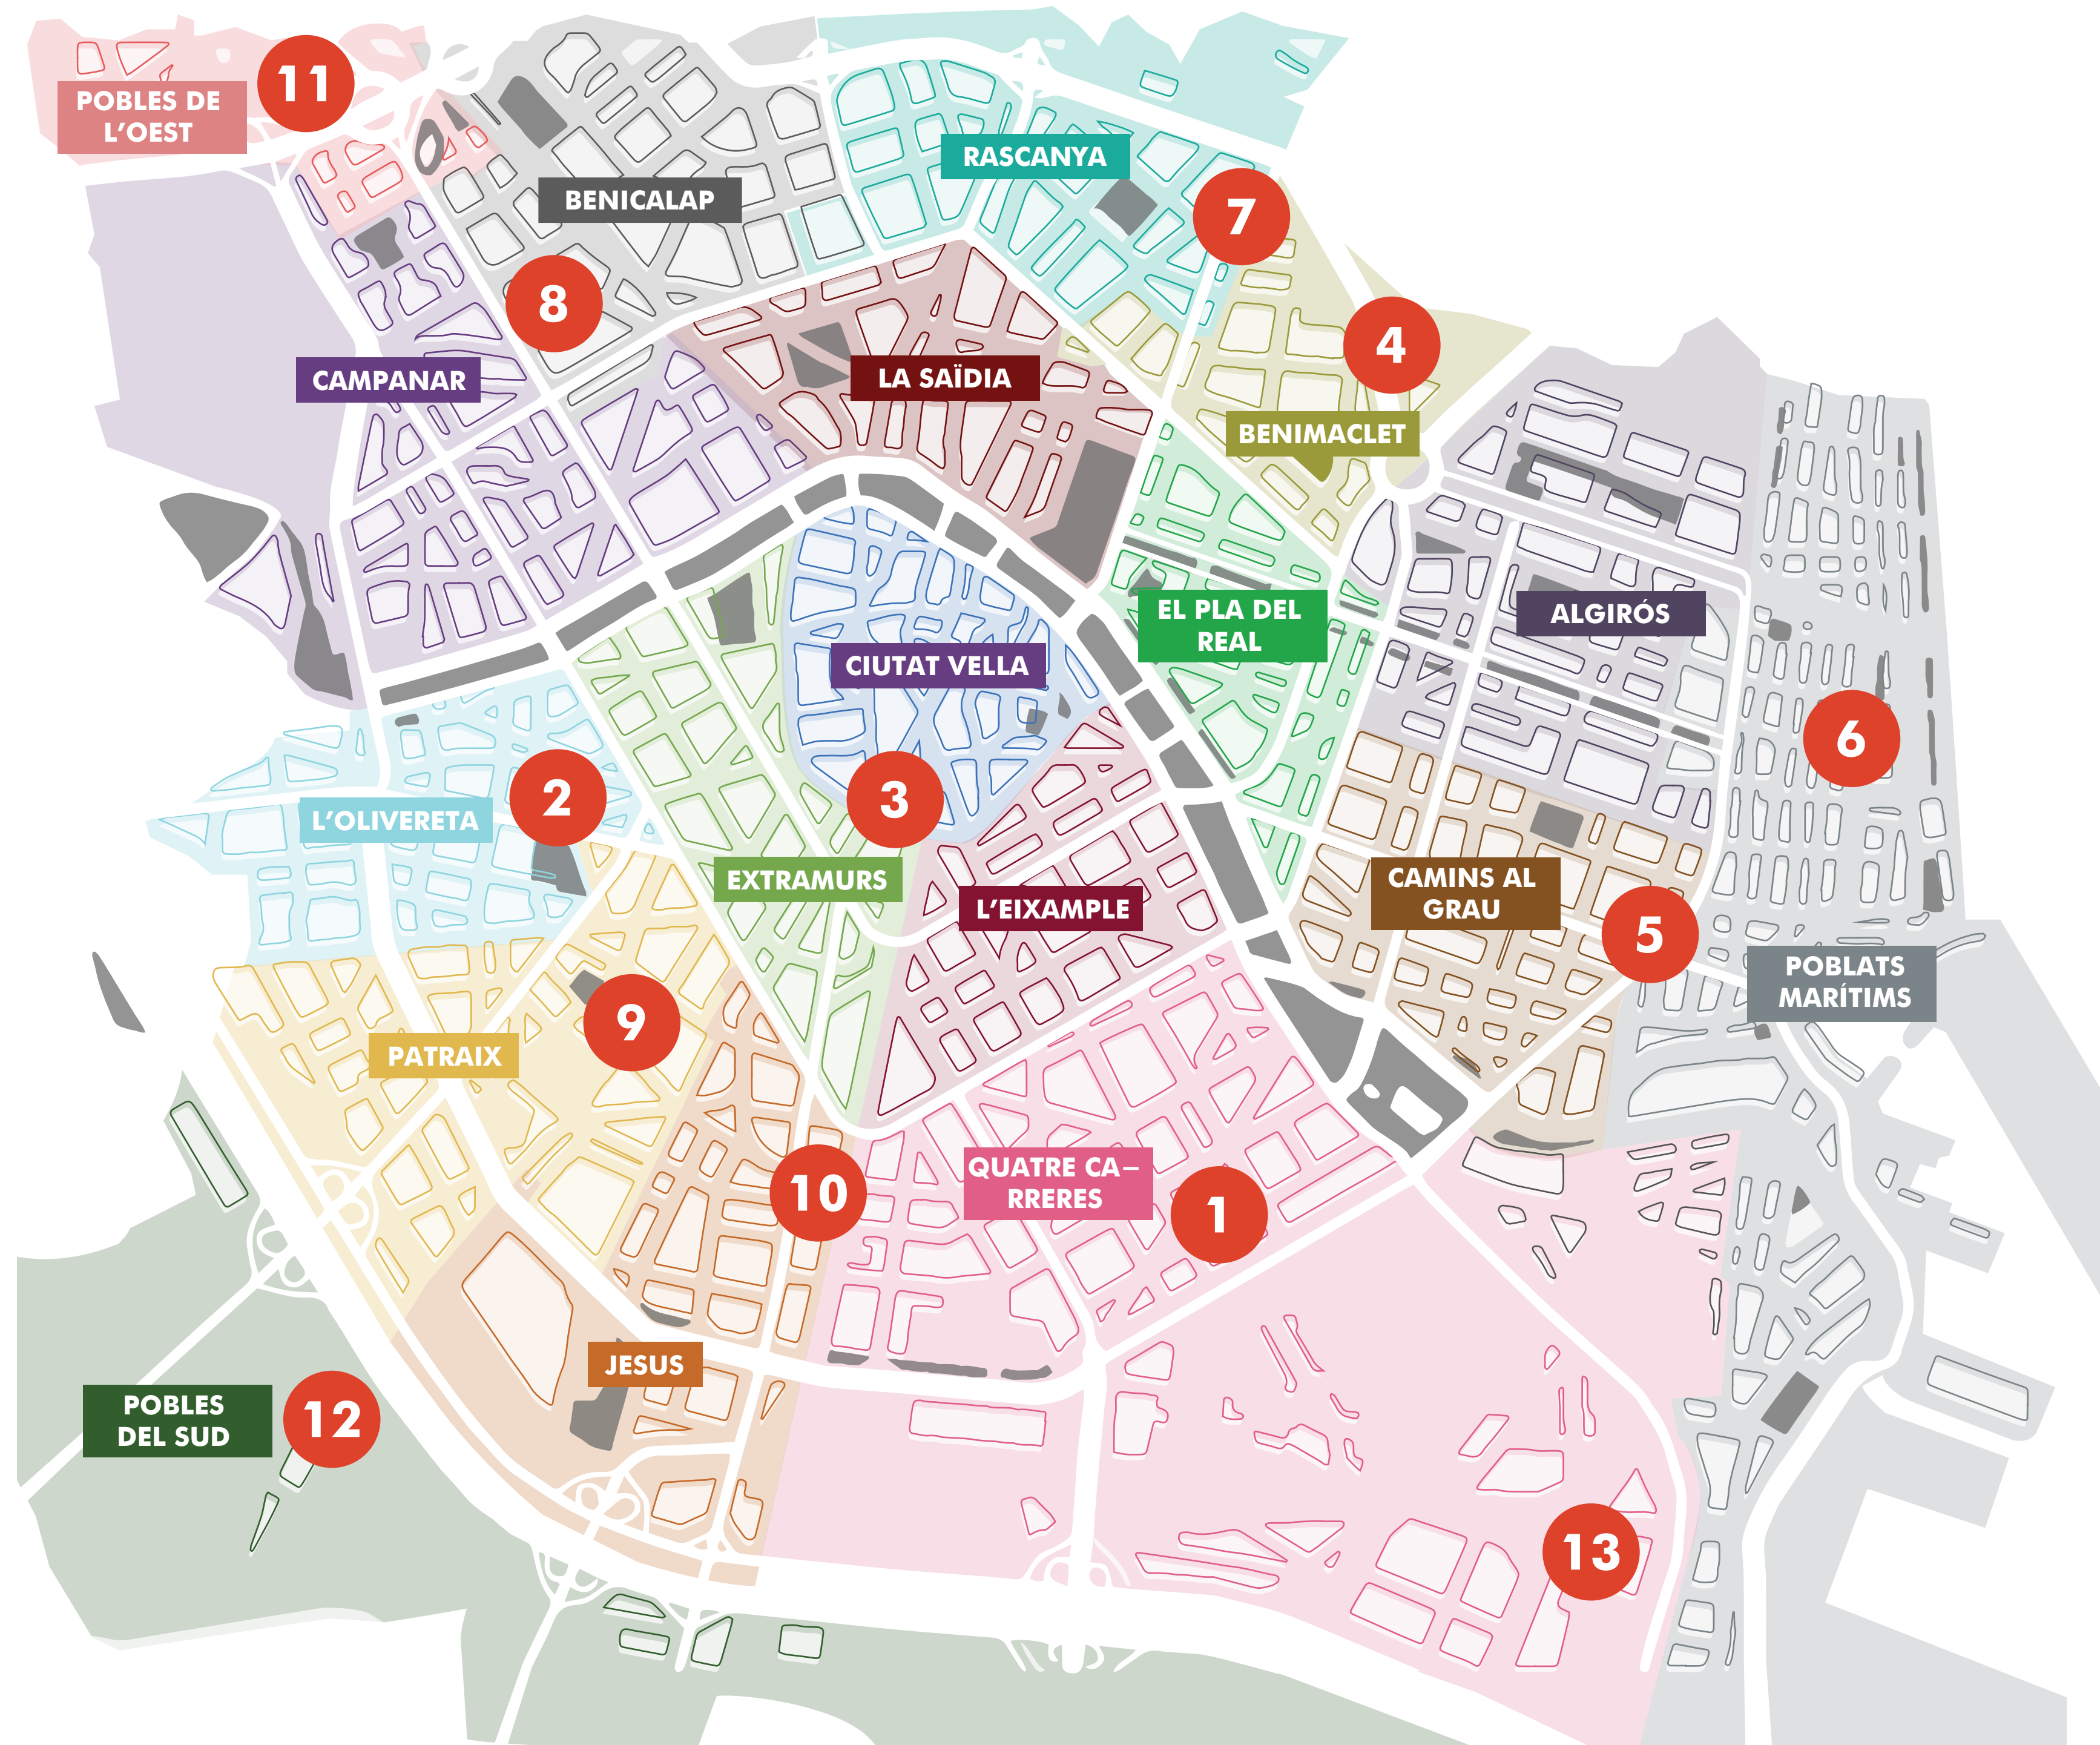 11
POBLES DE
L'OEST
RASCANYA
BENICALAP
7
8
4
CAMPANAR
LA SAÏDIA
BENIMACLET
EL PLA DEL
REAL
ALGIRÓS
CIUTAT VELLA
6
2
3
L'OLIVERETA
EXTRAMURS
CAMINS AL
GRAU
L'EIXAMPLE
5
POBLATS
MARÍTIMS
9
PATRAIX
QUATRE CA–
RRERES
10
1
JESUS
POBLES
DEL SUD
12
13